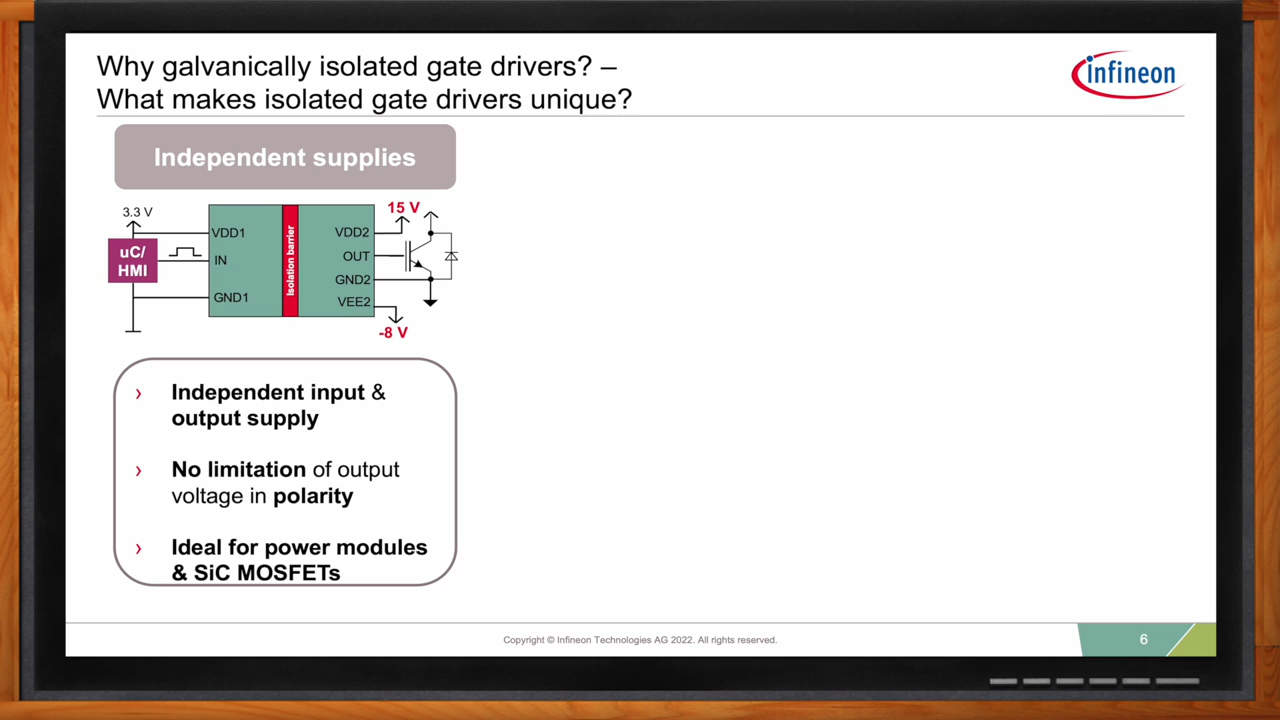 Why galvanically isolated gate drivers? –
What makes isolated gate drivers unique?
infineon
Independent supplies
3.3 V
uC/
HMI
VDD1
IN
GND1
Isolation barrier
VDD2
OUT
GND2
VEE2
15 V
-8 V
› Independent input &
output supply
› No limitation of output
voltage in polarity
› Ideal for power modules
& SiC MOSFETs
Copyright © Infineon Technologies AG 2022. All rights reserved.
6